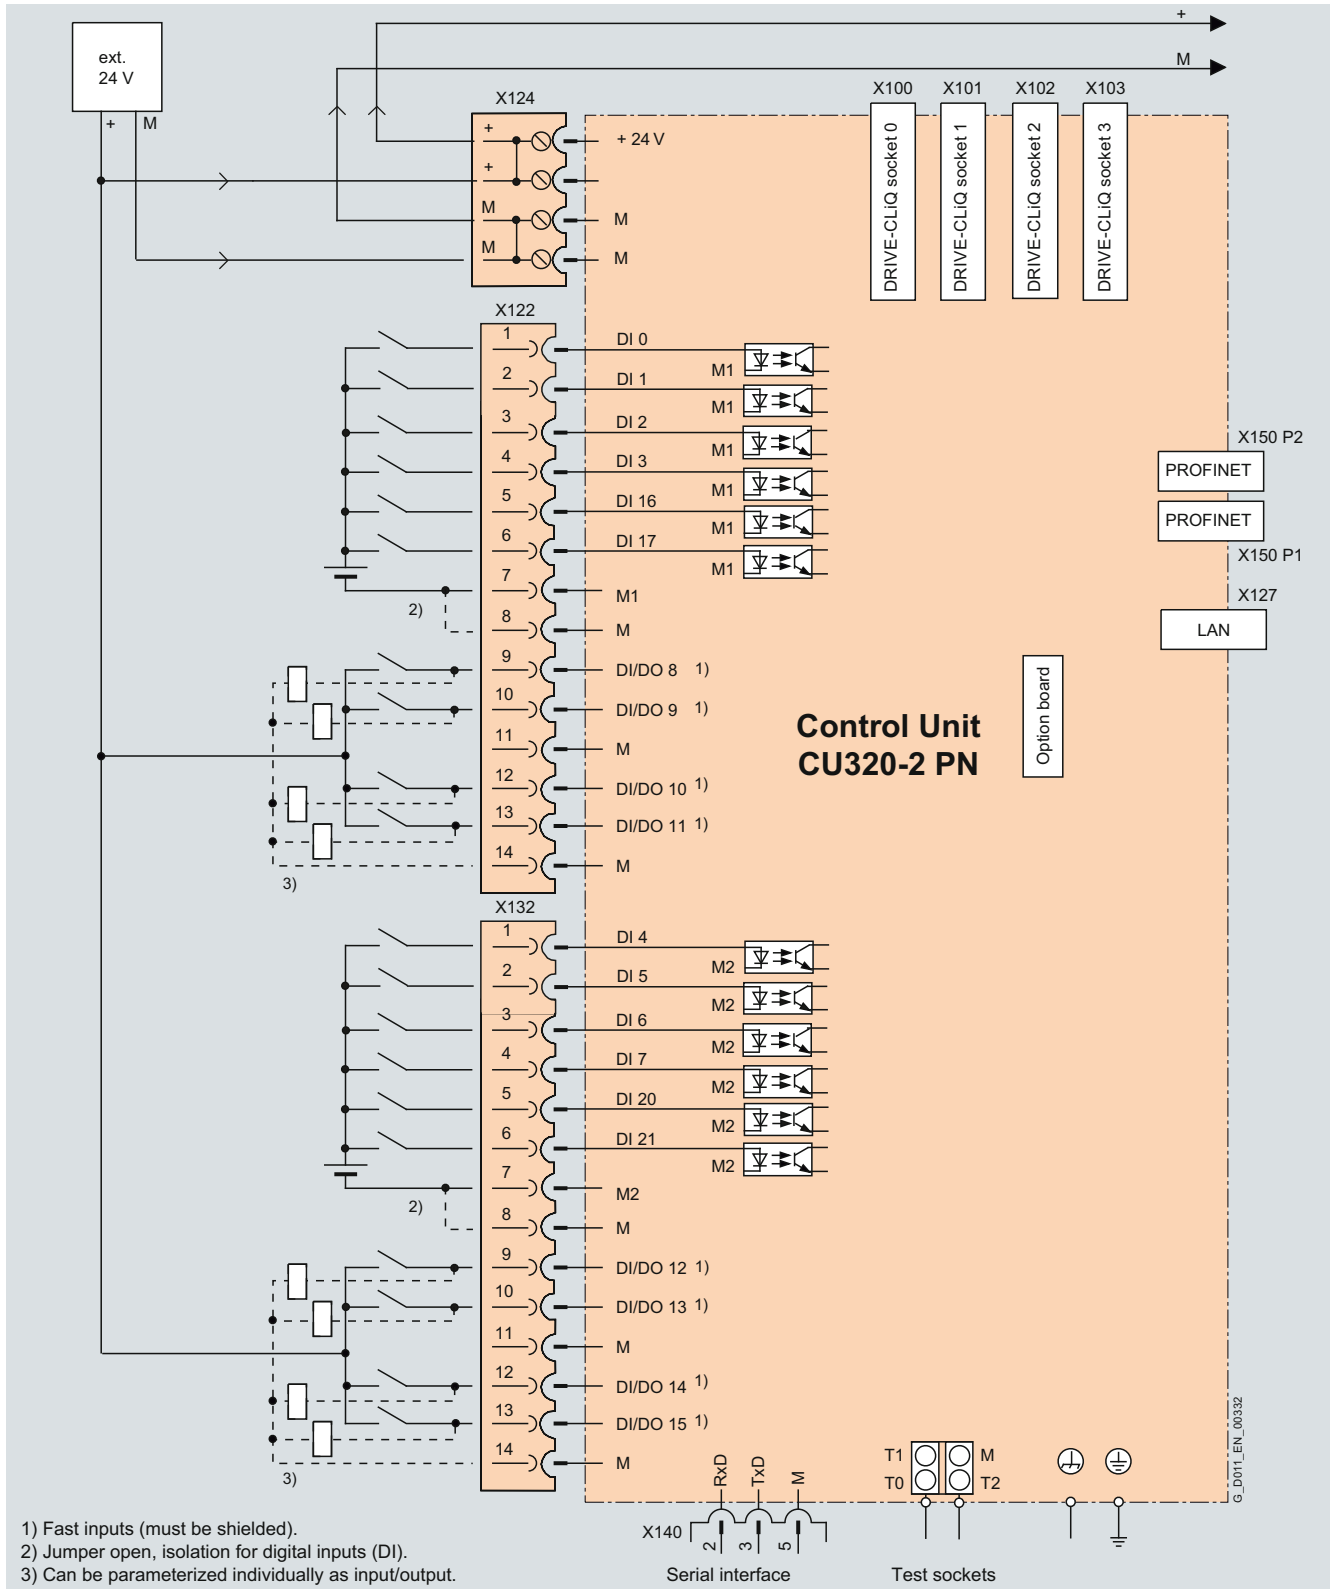 ext.
24 V
+ M
+
M
X124
+
+
M
M
+ 24 V
M
M
X100 X101 X102 X103
DRIVE-CLiQ socket 0
DRIVE-CLiQ socket 1
DRIVE-CLiQ socket 2
DRIVE-CLiQ socket 3
X122
1 DI 0 M1
2 DI 1 M1
3 DI 2 M1
4 DI 3 M1
5 DI 16 M1
6 DI 17 M1
7 M1
2)
8 M
9 DI/DO 8 1)
10 DI/DO 9 1)
11 M
12 DI/DO 10 1)
13 DI/DO 11 1)
14 M
3)
X150 P2
PROFINET
PROFINET
X150 P1
X127
LAN
Option board
Control Unit
CU320-2 PN
X132
1 DI 4 M2
2 DI 5 M2
3 DI 6 M2
4 DI 7 M2
5 DI 20 M2
6 DI 21 M2
7 M2
2)
8 M
9 DI/DO 12 1)
10 DI/DO 13 1)
11 M
12 DI/DO 14 1)
13 DI/DO 15 1)
14 M
3)
RxD TxD M
X140
2 3 5
Serial interface
T1 M
T0 T2
Test sockets
G_D011_EN_00332
1) Fast inputs (must be shielded).
2) Jumper open, isolation for digital inputs (DI).
3) Can be parameterized individually as input/output.